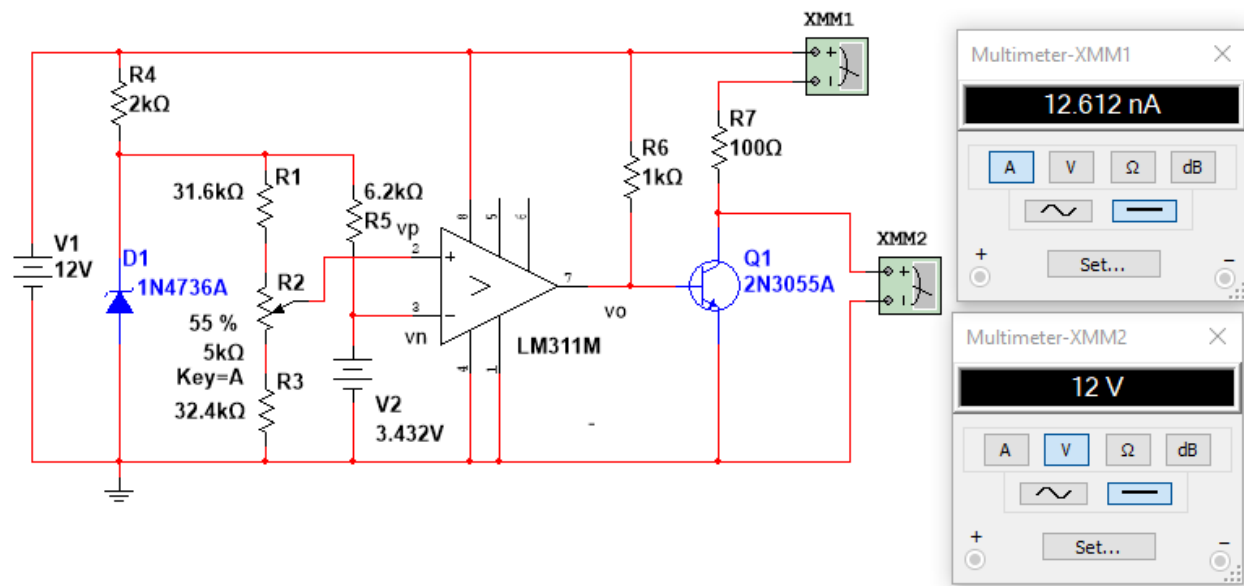 XMM1
R4
2kΩ
R7
100Ω
R6
1kΩ
31.6kΩ
R1
6.2kΩ
R5
vp
8
5
6
2
3
7
4
1
vn
vo
V1
12V
D1
1N4736A
R2
55 %
5kΩ
Key=A
R3
32.4kΩ
V2
3.432V
LM311M
Q1
2N3055A
XMM2
Multimeter-XMM1
12.612 nA
A
V
Ω
dB
+
Set...
−
Multimeter-XMM2
12 V
A
V
Ω
dB
+
Set...
−